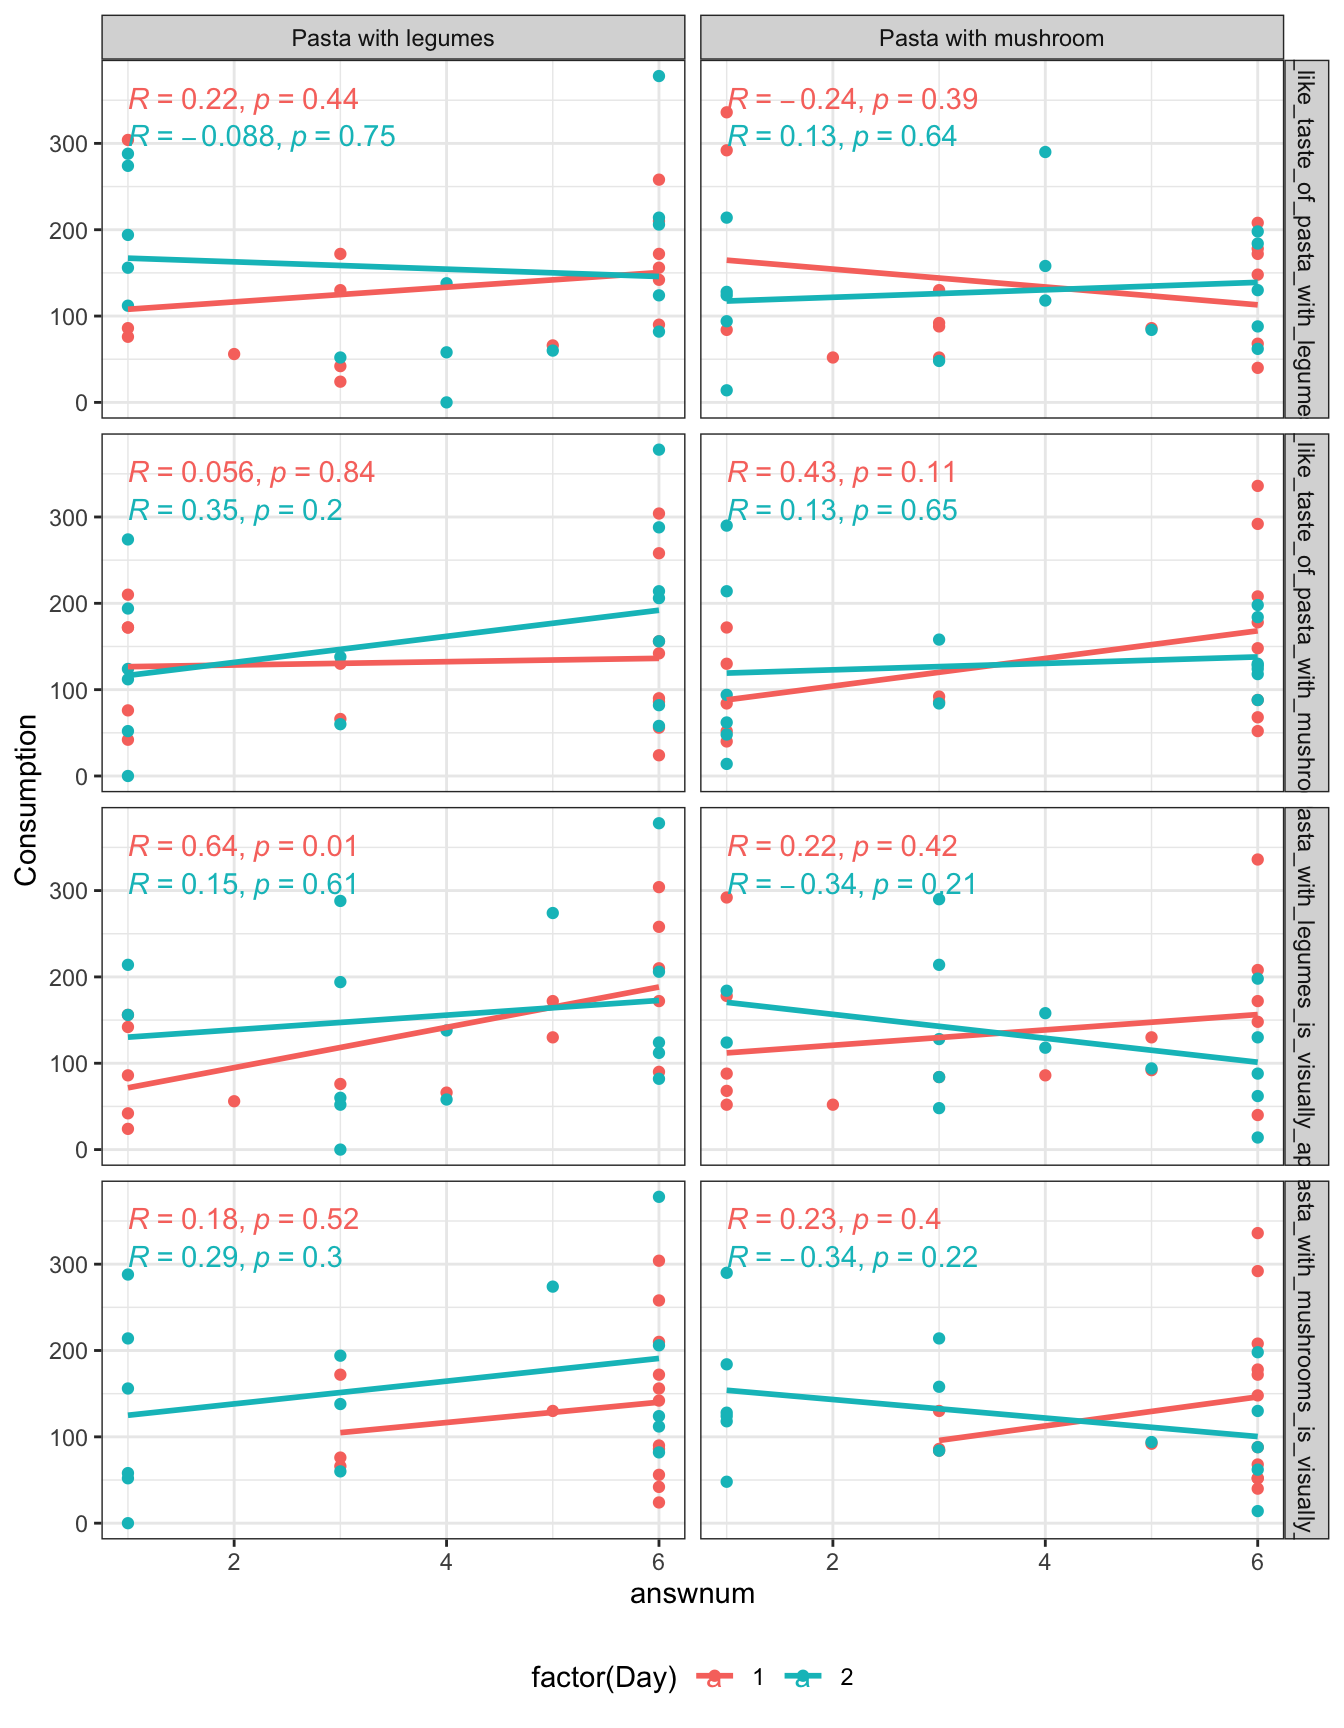 Pasta with legumes
Pasta with mushroom
R = 0.22, p = 0.44
R = −0.088, p = 0.75
R = −0.24, p = 0.39
R = 0.13, p = 0.64
300
200
100
0
_like_taste_of_pasta_with_legume
R = 0.056, p = 0.84
R = 0.35, p = 0.2
R = 0.43, p = 0.11
R = 0.13, p = 0.65
300
200
100
0
_like_taste_of_pasta_with_mushro
Consumption
R = 0.64, p = 0.01
R = 0.15, p = 0.61
R = 0.22, p = 0.42
R = −0.34, p = 0.21
300
200
100
0
asta_with_legumes_is_visually_ap
R = 0.18, p = 0.52
R = 0.29, p = 0.3
R = 0.23, p = 0.4
R = −0.34, p = 0.22
300
200
100
0
asta_with_mushrooms_is_visually_
2 4 6
2 4 6
answnum
factor(Day) a 1 a 2